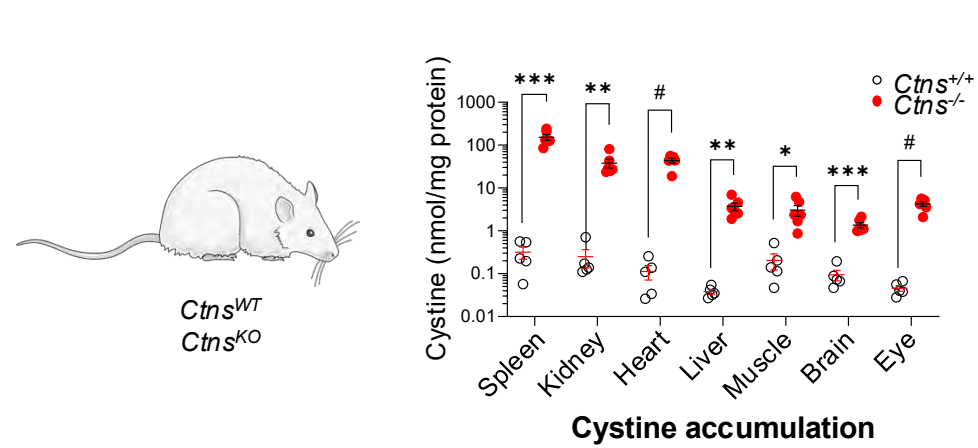 Ctns^WT
Ctns^KO
Cystine (nmol/mg protein)
1000
100
10
1
0.1
0.01
*** ** # ** * *** #
Ctns^+/+
Ctns^-/-
Spleen
Kidney
Heart
Liver
Muscle
Brain
Eye
Cystine accumulation